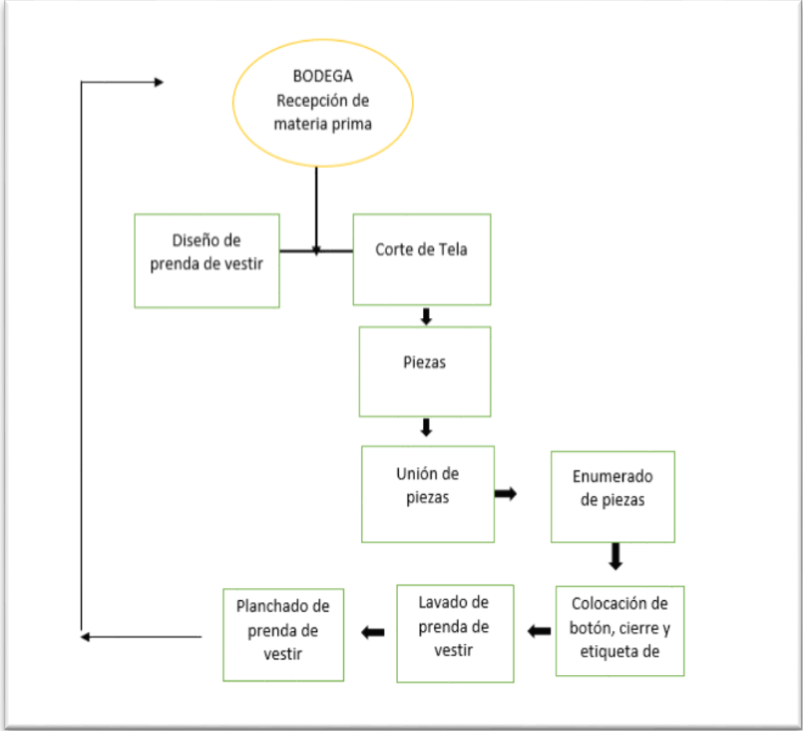 BODEGA
Recepción de
materia prima
Diseño de
prenda de vestir
Corte de Tela
Piezas
Unión de
piezas
Enumerado
de piezas
Colocación de
botón, cierre y
etiqueta de
Lavado de
prenda de
vestir
Planchado de
prenda de
vestir